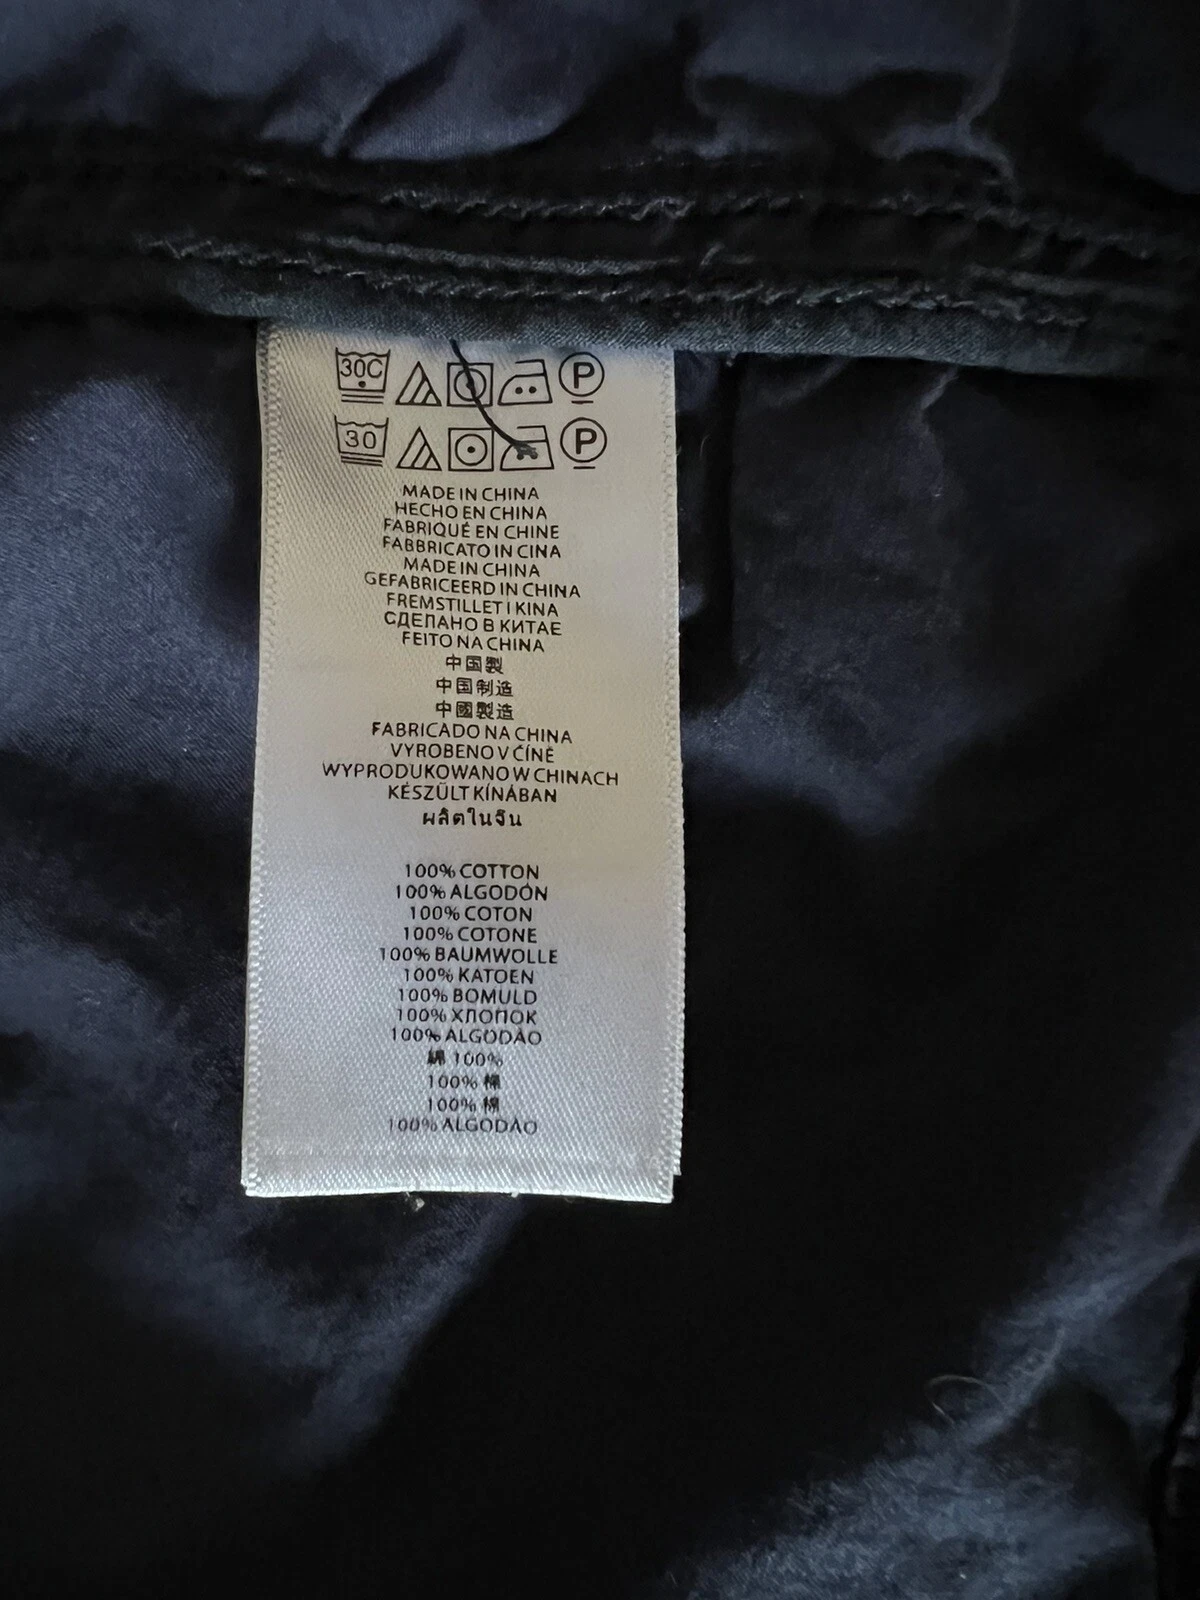 30C P
30 P
MADE IN CHINA
HECHO EN CHINA
FABRIQUÉ EN CHINE
FABBRICATO IN CINA
MADE IN CHINA
GEFABRICEERD IN CHINA
FREMSTILLET I KINA
СДЕЛАНО В КИТАЕ
FEITO NA CHINA
中国製
中国制造
中國製造
FABRICADO NA CHINA
VYROBENO V ČÍNĚ
WYPRODUKOWANO W CHINACH
KÉSZÜLT KÍNÁBAN
ผลิตในจีน
100% COTTON
100% ALGODÓN
100% COTON
100% COTONE
100% BAUMWOLLE
100% KATOEN
100% BOMULD
100% ХЛОПОК
100% ALGODÃO
綿 100%
100% 棉
100% 棉
100% ALGODÃO